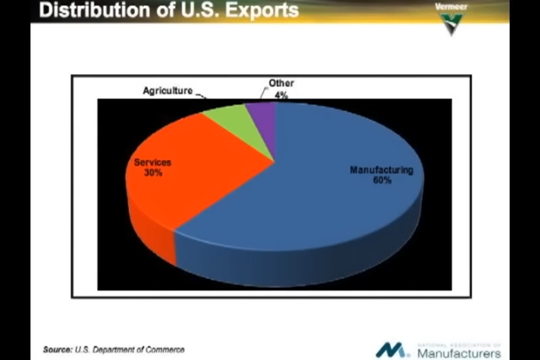 Distribution of U.S. Exports
Vermeer
Other
4%
Agriculture
Services
30%
Manufacturing
60%
Source: U.S. Department of Commerce
NATIONAL ASSOCIATION OF
Manufacturers